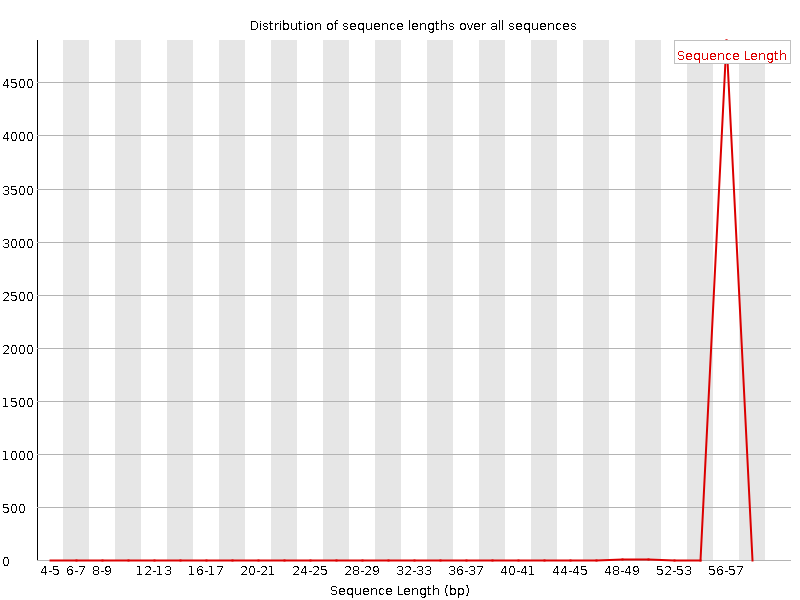 Distribution of sequence lengths over all sequences
Sequence Length
4500
4000
3500
3000
2500
2000
1500
1000
500
0
4-5 6-7 8-9 12-13 16-17 20-21 24-25 28-29 32-33 36-37 40-41 44-45 48-49 52-53 56-57
Sequence Length (bp)